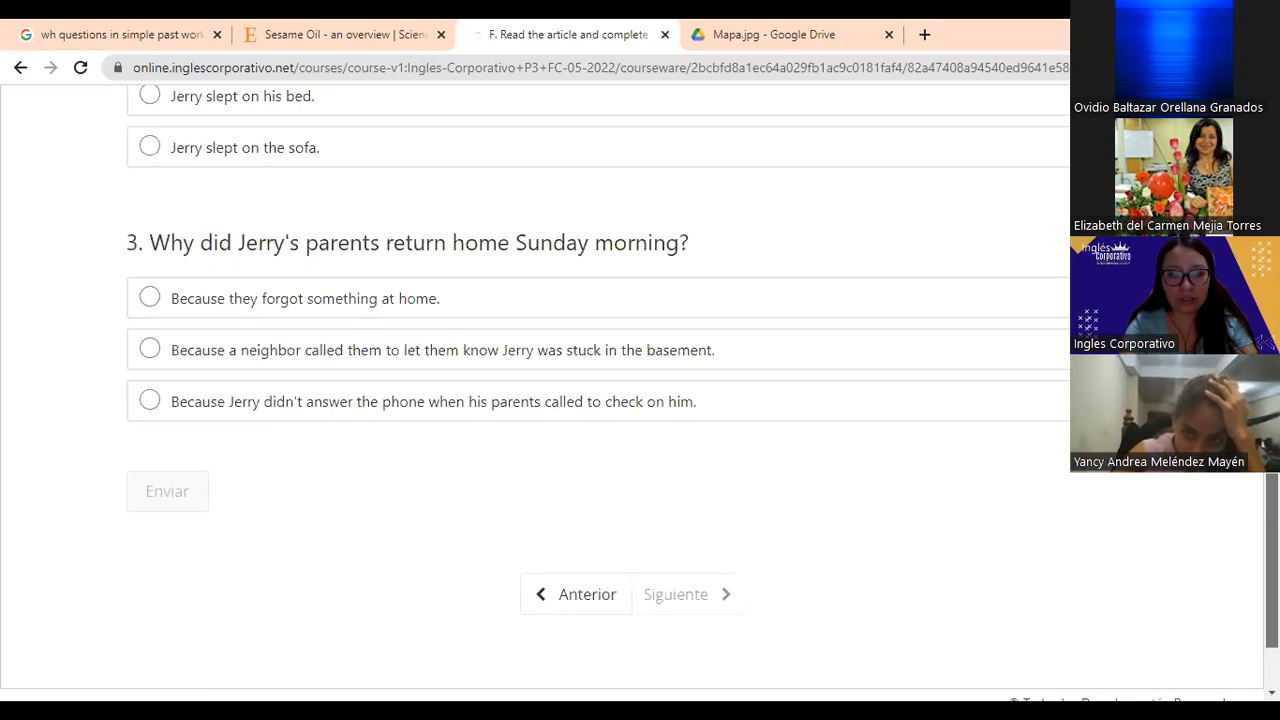 wh questions in simple past wor
Sesame Oil - an overview | Scien
F. Read the article and complete
Mapa.jpg - Google Drive
online.inglescorporativo.net/courses/course-v1:Ingles-Corporativo+P3+FC-05-2022/courseware/2bcbfd8a1ec64a029fb1ac9c0181faf4/82a47408a94540ed9641e58
Jerry slept on his bed.
Jerry slept on the sofa.
3. Why did Jerry's parents return home Sunday morning?
Because they forgot something at home.
Because a neighbor called them to let them know Jerry was stuck in the basement.
Because Jerry didn't answer the phone when his parents called to check on him.
Enviar
Anterior
Siguiente
Ovidio Baltazar Orellana Granados
Elizabeth del Carmen Mejia Torres
Inglés
Corporativo
Ingles Corporativo
Yancy Andrea Meléndez Mayén